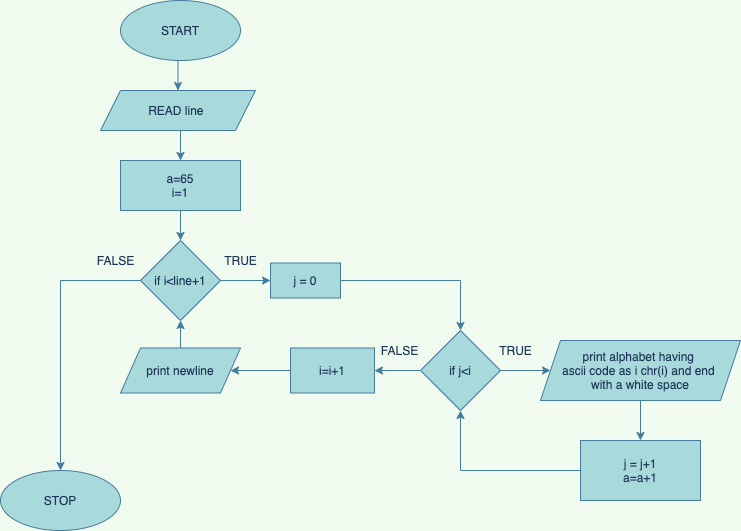 START
READ line
a=65
i=1
FALSE
TRUE
if i<line+1
j = 0
print newline
i=i+1
FALSE
if j<i
TRUE
print alphabet having
ascii code as i chr(i) and end
with a white space
j = j+1
a=a+1
STOP